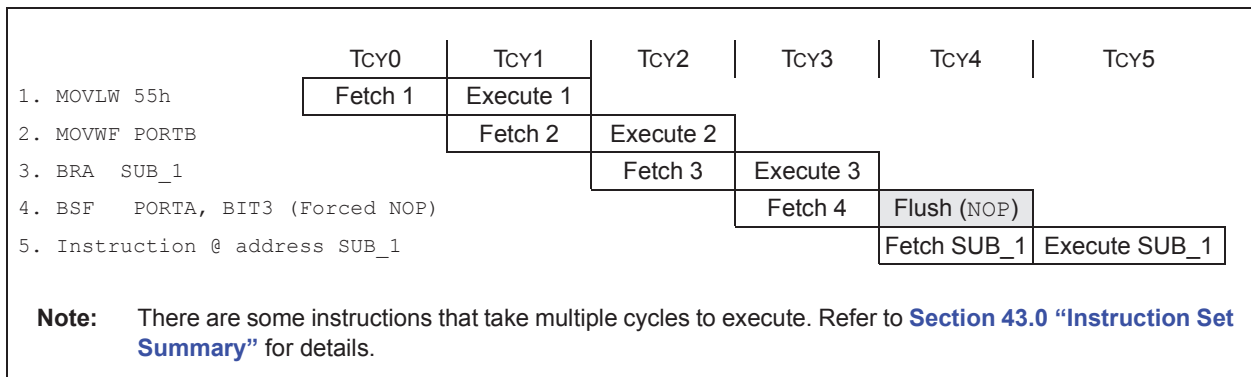 TCY0 TCY1 TCY2 TCY3 TCY4 TCY5
1. MOVLW 55h Fetch 1 Execute 1
2. MOVWF PORTB Fetch 2 Execute 2
3. BRA SUB_1 Fetch 3 Execute 3
4. BSF PORTA, BIT3 (Forced NOP) Fetch 4 Flush (NOP)
5. Instruction @ address SUB_1 Fetch SUB_1 Execute SUB_1
Note: There are some instructions that take multiple cycles to execute. Refer to Section 43.0 “Instruction Set
Summary” for details.